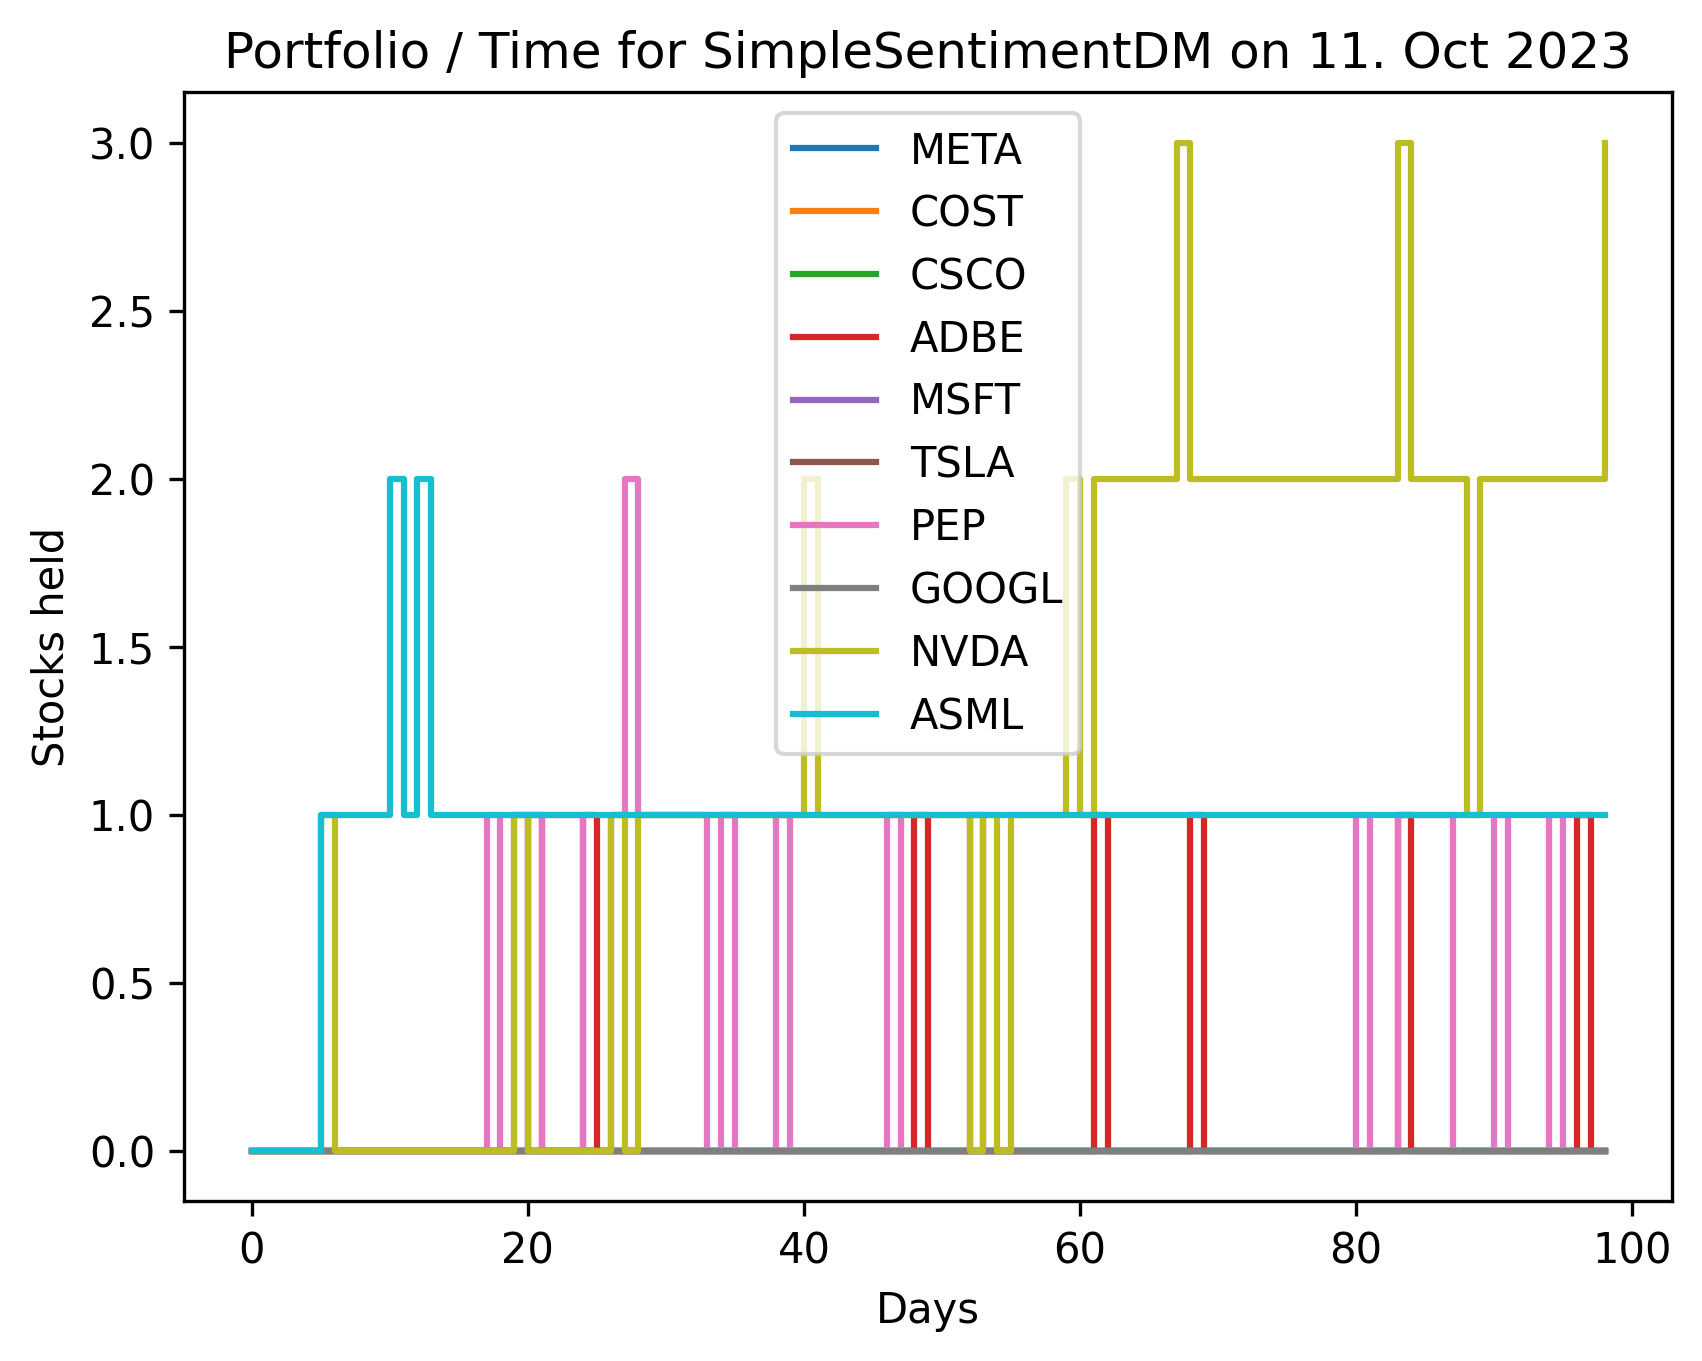 Portfolio / Time for SimpleSentimentDM on 11. Oct 2023
3.0
2.5
2.0
1.5
1.0
0.5
0.0
Stocks held
META
COST
CSCO
ADBE
MSFT
TSLA
PEP
GOOGL
NVDA
ASML
0 20 40 60 80 100
Days